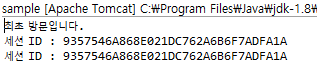 sample [Apache Tomcat] C:₩Program Files₩Java₩jdk-1.8₩
최초 방문입니다.
세션 ID : 9357546A868E021DC762A6B6F7ADFA1A
세션 ID : 9357546A868E021DC762A6B6F7ADFA1A